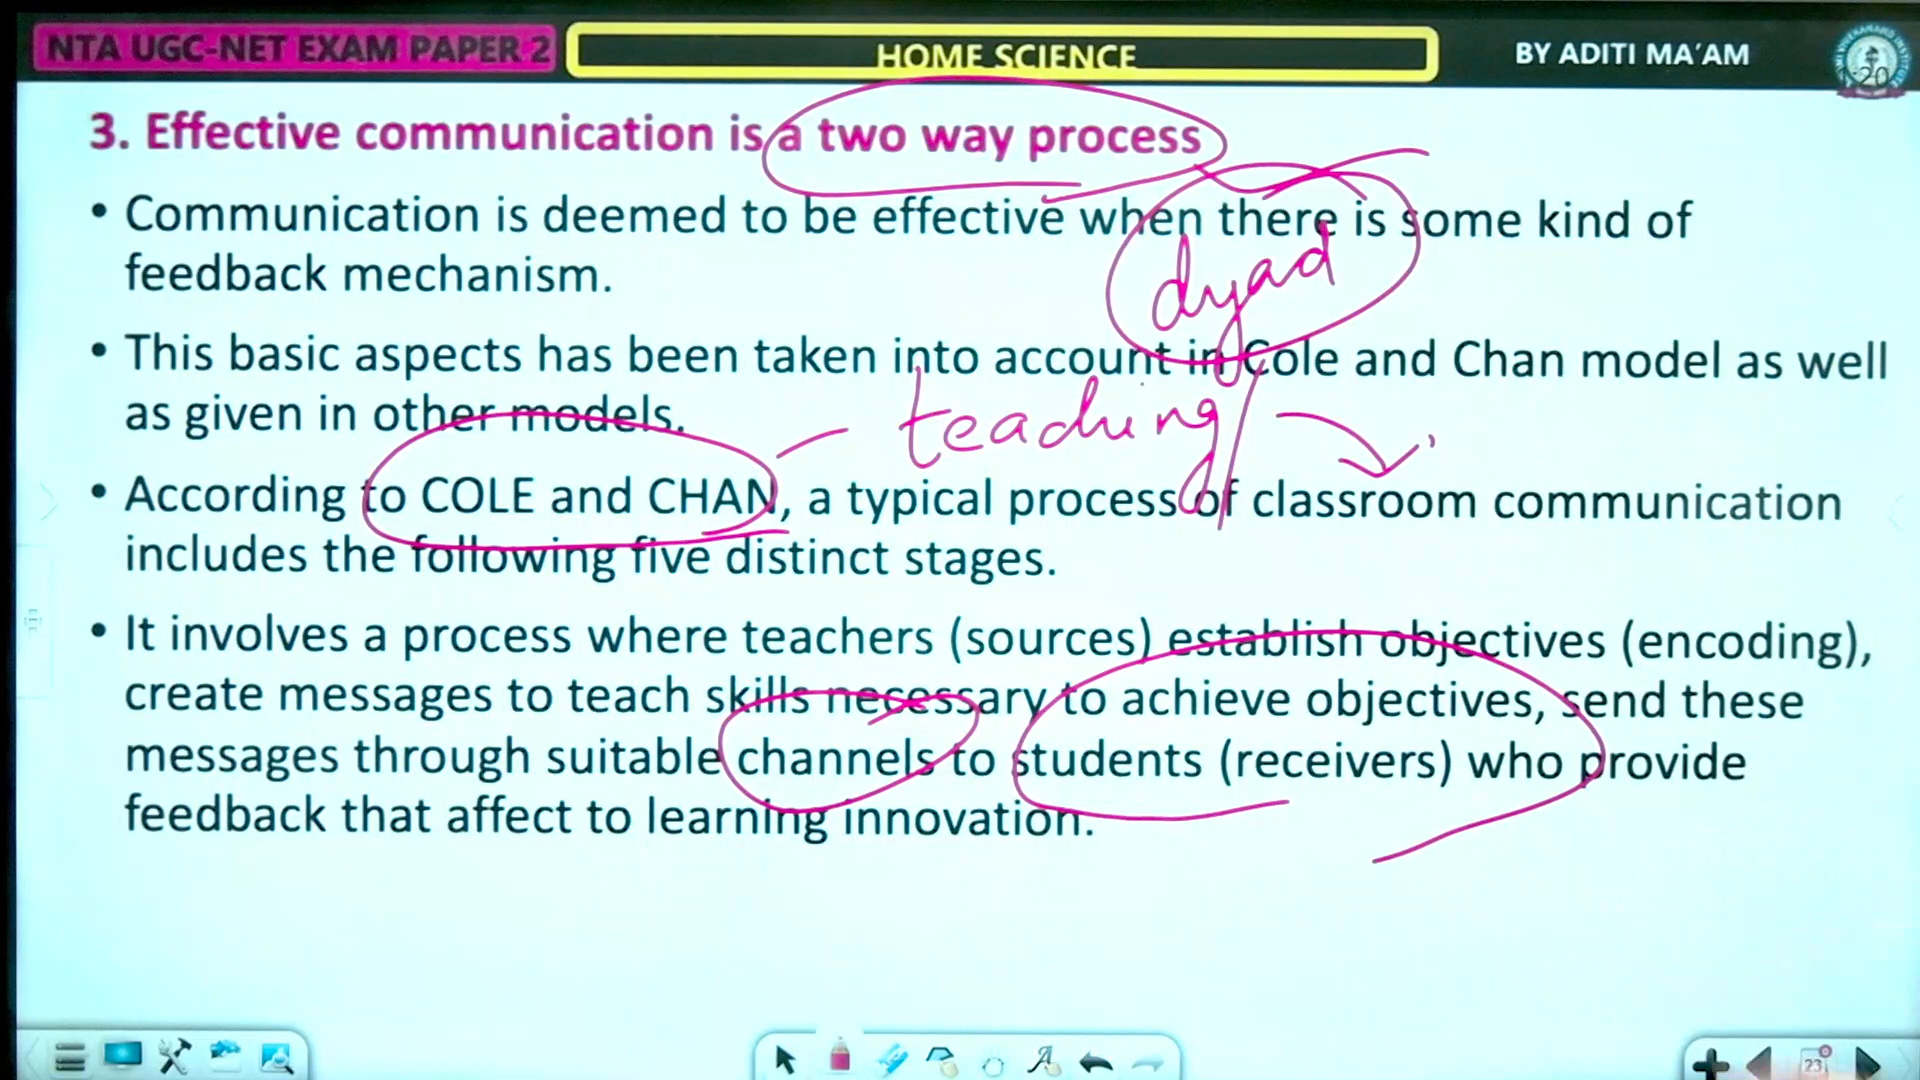 NTA UGC-NET EXAM PAPER 2
HOME SCIENCE
BY ADITI MA'AM
3. Effective communication is a two way process
• Communication is deemed to be effective when there is some kind of
feedback mechanism.
dyad
• This basic aspects has been taken into account in Cole and Chan model as well
as given in other models.
teaching
• According to COLE and CHAN, a typical process of classroom communication
includes the following five distinct stages.
• It involves a process where teachers (sources) establish objectives (encoding),
create messages to teach skills necessary to achieve objectives, send these
messages through suitable channels to students (receivers) who provide
feedback that affect to learning innovation.
23